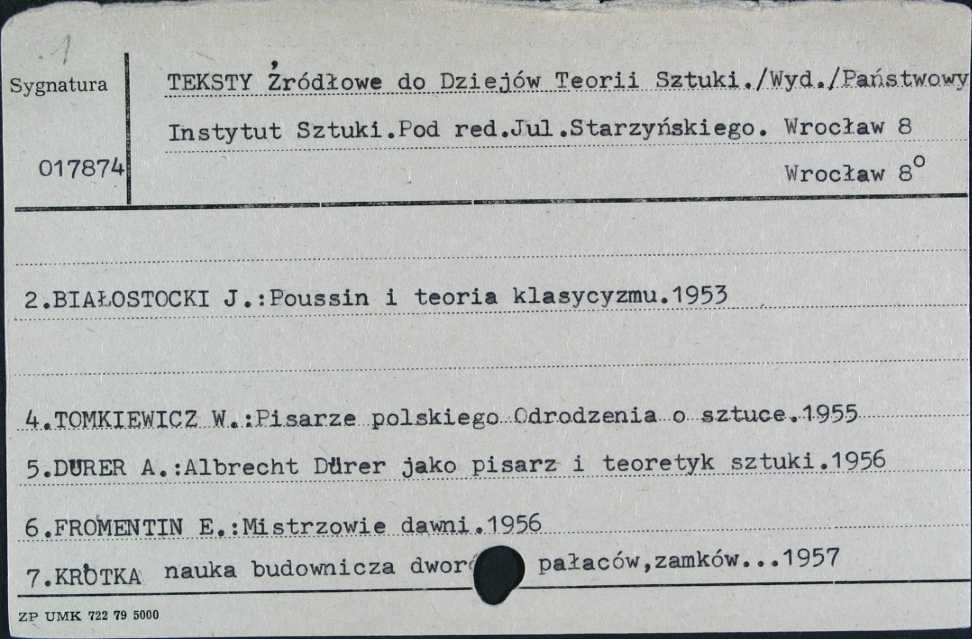 1
Sygnatura
TEKSTY Źródłowe do Dziejów Teorii Sztuki./Wyd./Państwowy
Instytut Sztuki.Pod red.Jul.Starzyńskiego. Wrocław 8
017874
Wrocław 8°
2.BIAŁOSTOCKI J.:Poussin i teoria klasycyzmu.1953
4.TOMKIEWICZ W.:Pisarze polskiego Odrodzenia o sztuce.1955
5.DÜRER A.:Albrecht Dürer jako pisarz i teoretyk sztuki.1956
6.FROMENTIN E.:Mistrzowie dawni.1956
7.KRÓTKA nauka budownicza pałaców,zamków...1957
ZP UMK 722 79 5000